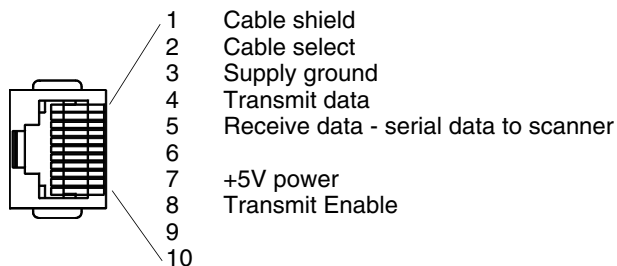 1 Cable shield
2 Cable select
3 Supply ground
4 Transmit data
5 Receive data - serial data to scanner
6
7 +5V power
8 Transmit Enable
9
10